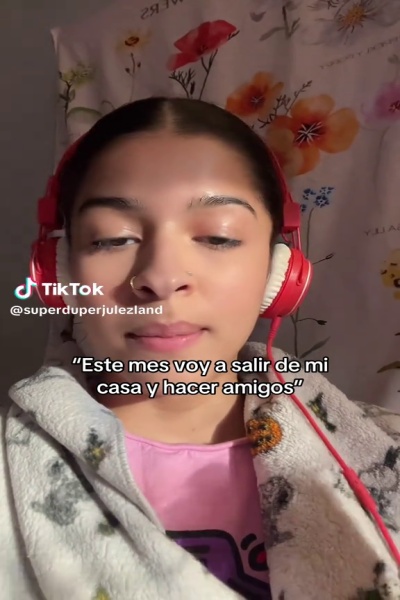 TikTok
@superduperjulezland
“Este mes voy a salir de mi
casa y hacer amigos”